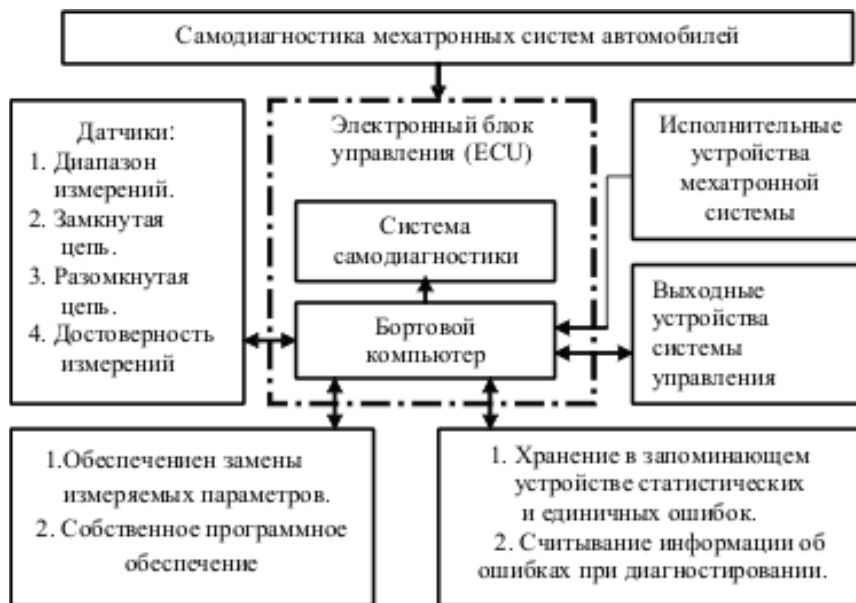 Самодиагностика мехатронных систем автомобилей
Датчики:
1. Диапазон
измерений.
2. Замкнутая
цепь.
3. Разомкнутая
цепь.
4. Достоверность
измерений
Электронный блок
управления (ECU)
Система
самодиагностики
Бортовой
компьютер
Исполнительные
устройства
мехатронной
системы
Выходные
устройства
системы
управления
1.Обеспечениен замены
измеряемых параметров.
2. Собственное программное
обеспечение
1. Хранение в запоминающем
устройстве статистических
и единичных ошибок.
2. Считывание информации об
ошибках при диагностировании.